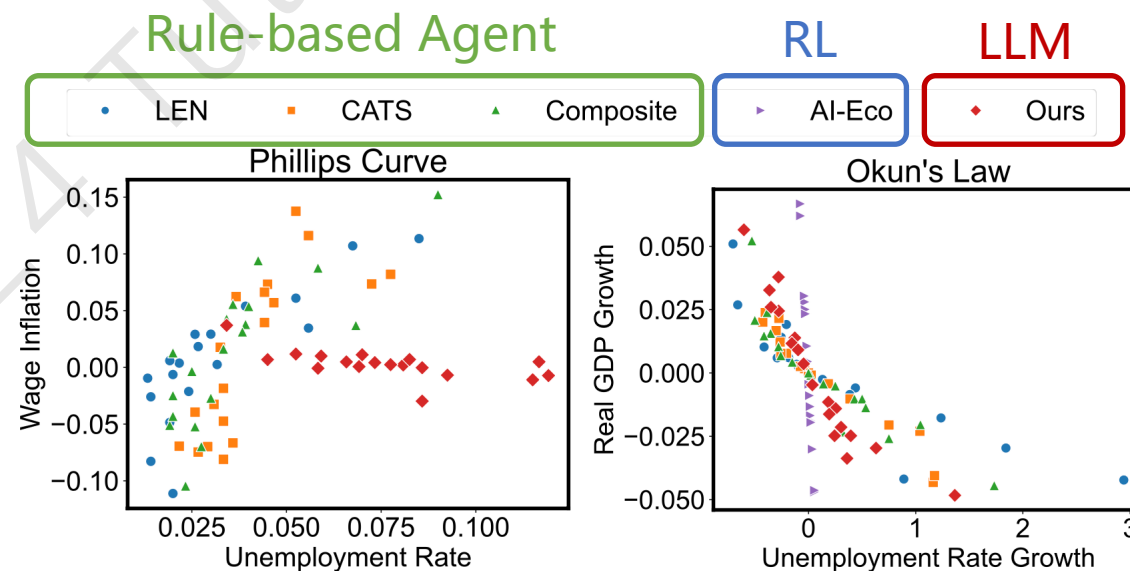 Rule-based Agent RL LLM
LEN CATS Composite AI-Eco Ours
Phillips Curve
Wage Inflation
0.15
0.10
0.05
0.00
−0.05
−0.10
0.025 0.050 0.075 0.100
Unemployment Rate
Okun's Law
Real GDP Growth
0.050
0.025
0.000
−0.025
−0.050
0 1 2 3
Unemployment Rate Growth